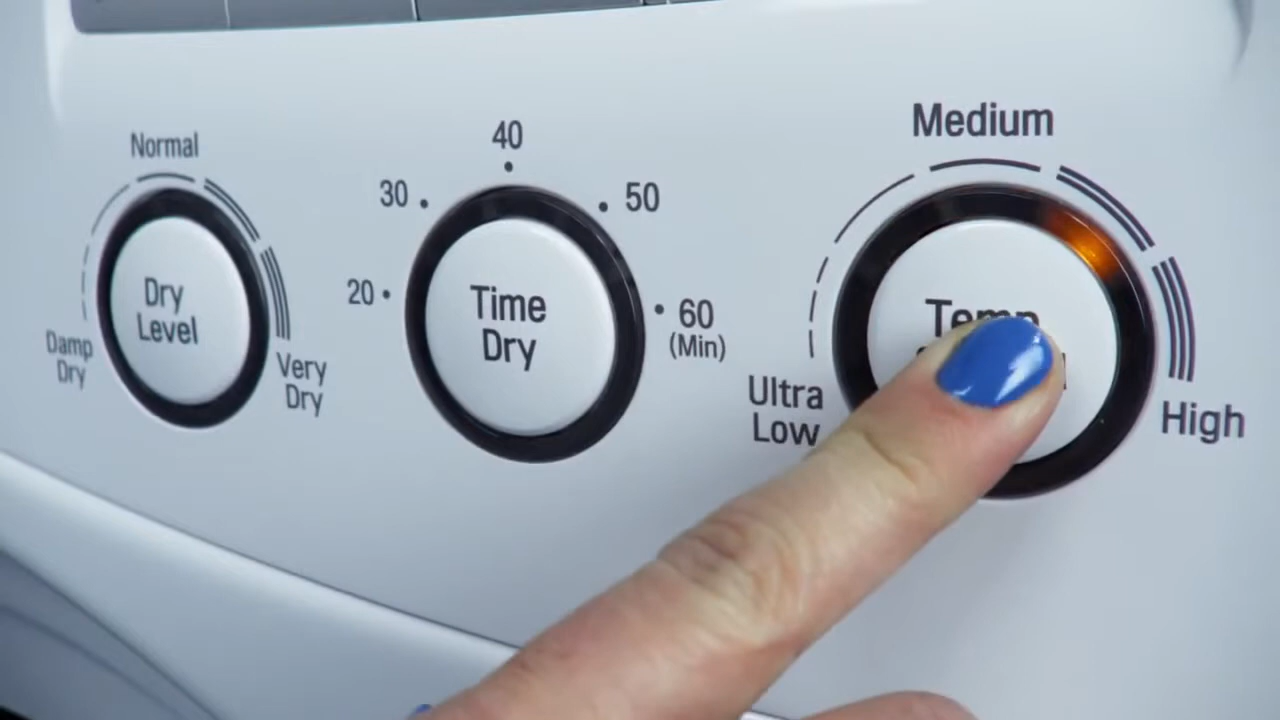 Normal
Dry
Level
Damp
Dry
Very
Dry
40
30
50
20
60
(Min)
Time
Dry
Medium
Temp
Ultra
Low
High